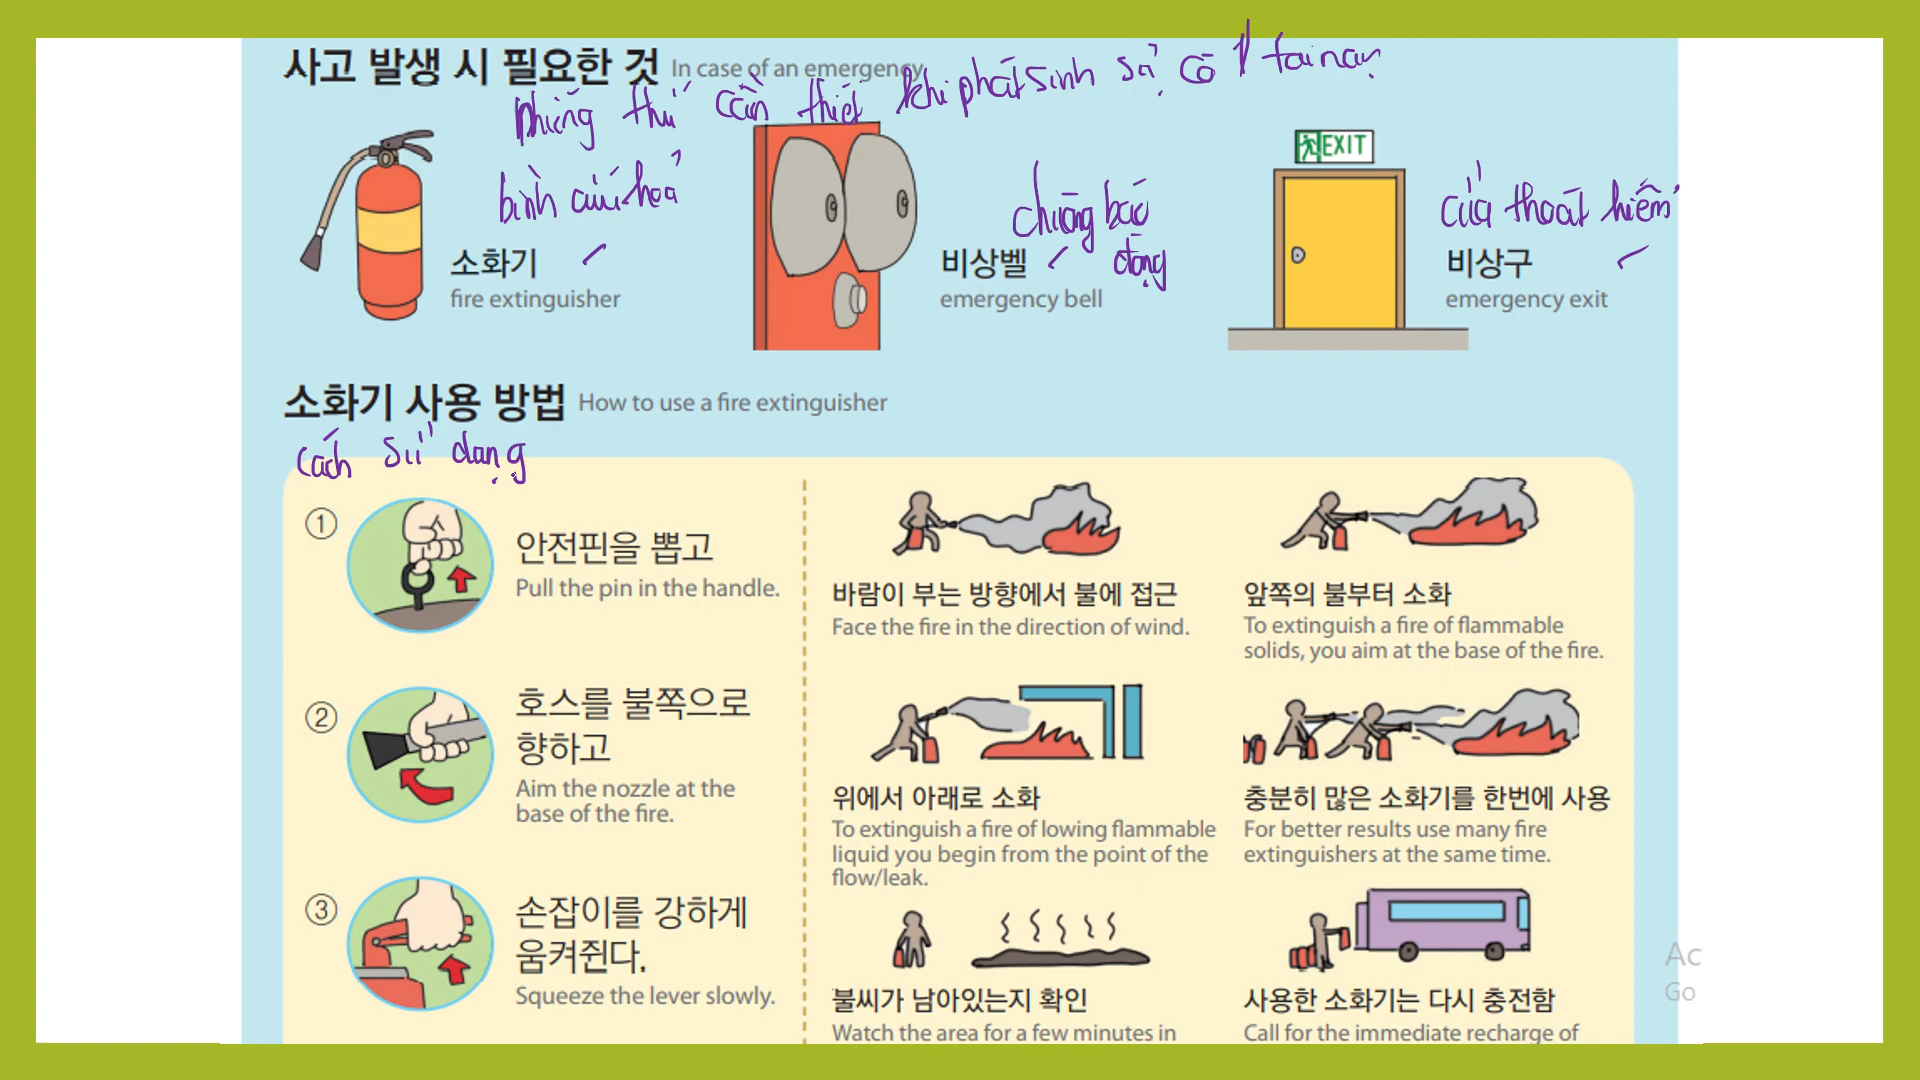 사고 발생 시 필요한 것 In case of an emergency
những thứ cần thiết khi phát sinh sự cố / tai nạn
EXIT
bình cứu hoả
chuông báo
động
cửa thoát hiểm
소화기
fire extinguisher
비상벨
emergency bell
비상구
emergency exit
소화기 사용 방법 How to use a fire extinguisher
cách sử dụng
①
안전핀을 뽑고
Pull the pin in the handle.
바람이 부는 방향에서 불에 접근
Face the fire in the direction of wind.
앞쪽의 불부터 소화
To extinguish a fire of flammable
solids, you aim at the base of the fire.
②
호스를 불쪽으로
향하고
Aim the nozzle at the
base of the fire.
위에서 아래로 소화
To extinguish a fire of lowing flammable
liquid you begin from the point of the
flow/leak.
충분히 많은 소화기를 한번에 사용
For better results use many fire
extinguishers at the same time.
③
손잡이를 강하게
움켜쥔다.
Squeeze the lever slowly.
불씨가 남아있는지 확인
Watch the area for a few minutes in
사용한 소화기는 다시 충전함
Call for the immediate recharge of
Ac
Go